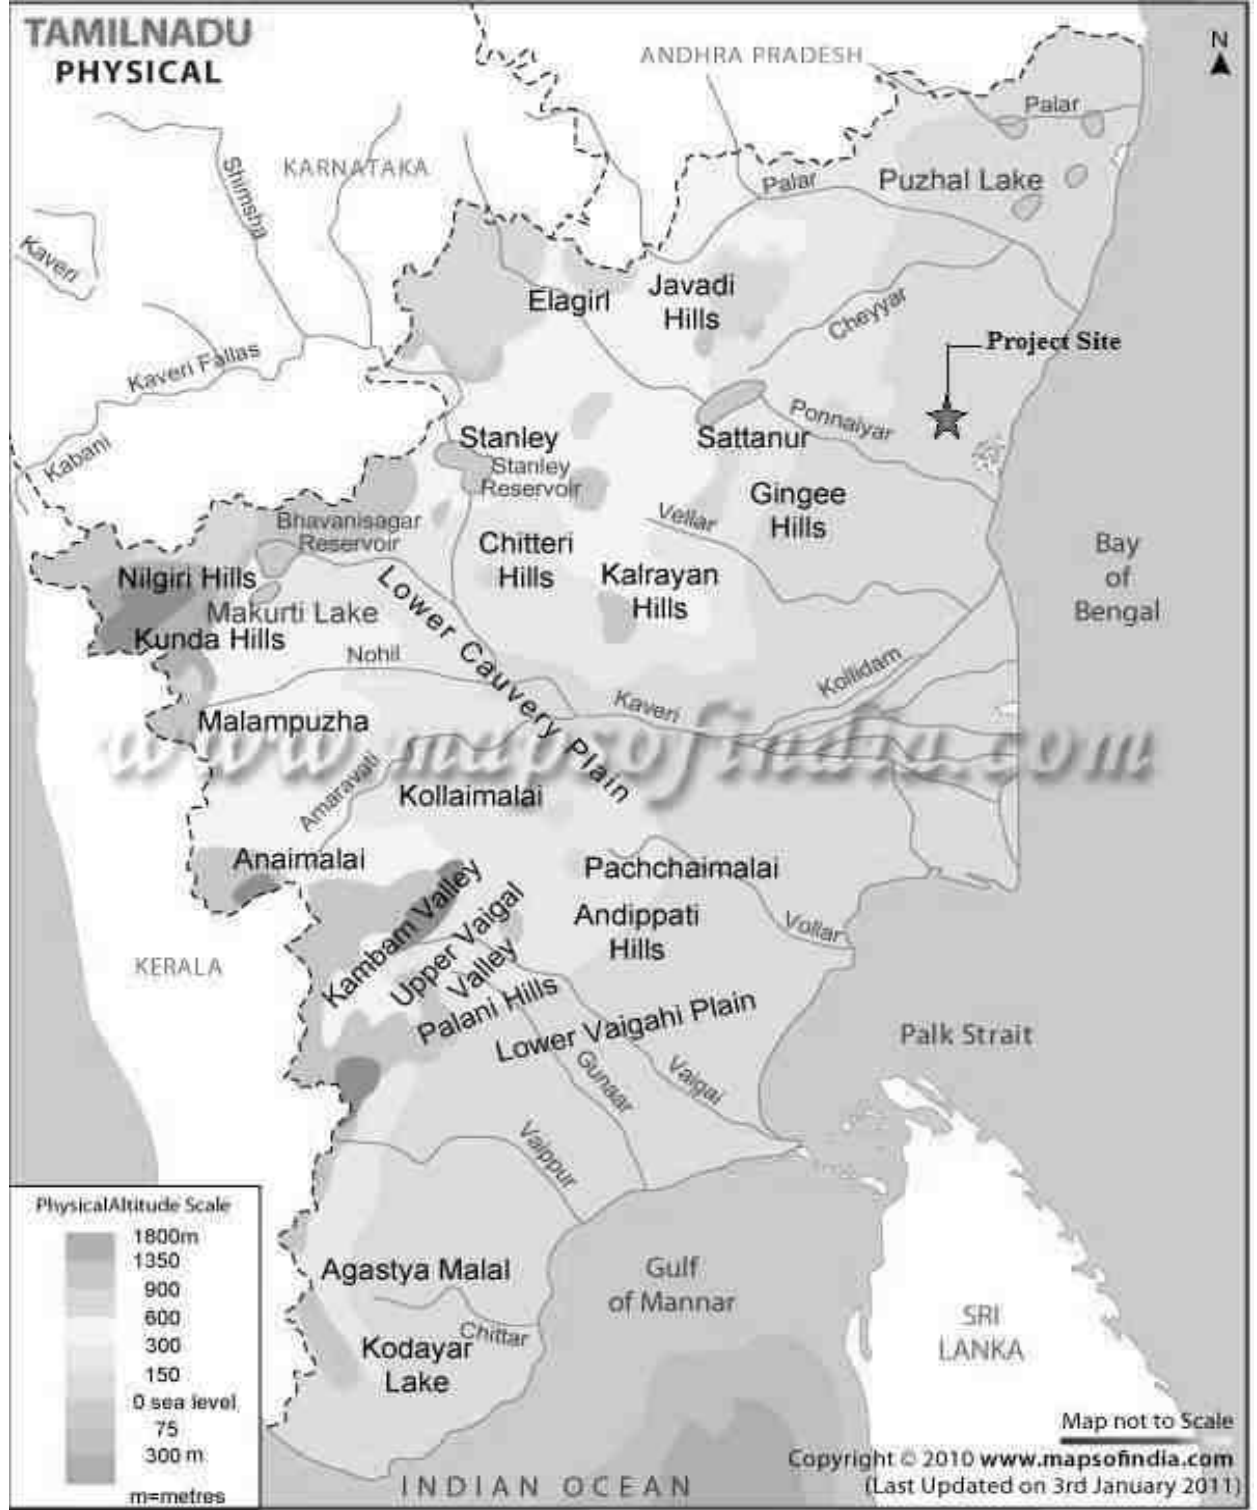 TAMILNADU
PHYSICAL
N
ANDHRA PRADESH
Palar
KARNATAKA
Shimsha
Palar
Puzhal Lake
Kaveri
Elagirl
Javadi
Hills
Cheyyar
Project Site
Kaveri Fallas
Kabani
Stanley
Stanley
Reservoir
Sattanur
Ponnaiyar
Gingee
Hills
Vellar
Bhavanisagar
Reservoir
Chitteri
Hills
Kalrayan
Hills
Bay
of
Bengal
Nilgiri Hills
Makurti Lake
Kunda Hills
Lower Cauvery Plain
Nohil
Kaveri
Kollidam
Malampuzha
www.mapsofindia.com
Amaravati
Kollaimalai
Anaimalai
Pachchaimalai
Kambam Valley
Upper Vaigal
Valley
Andippati
Hills
Vollar
KERALA
Palani Hills
Lower Vaigahi Plain
Palk Strait
Gunaar
Vaigai
Vaippur
PhysicalAltitude Scale
1800m
1350
900
600
300
150
0 sea level
75
300 m
m=metres
Agastya Malal
Chittar
Kodayar
Lake
Gulf
of Mannar
SRI
LANKA
Map not to Scale
Copyright © 2010 www.mapsofindia.com
(Last Updated on 3rd January 2011)
INDIAN OCEAN